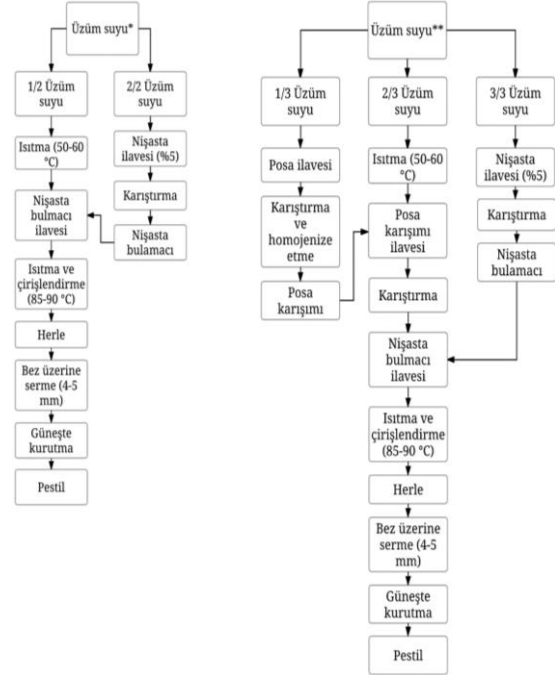 Üzüm suyu*
1/2 Üzüm
suyu
2/2 Üzüm
suyu
Isıtma (50-60
°C)
Nişasta
ilavesi (%5)
Karıştırma
Nişasta
bulamacı
Nişasta
bulmacı
ilavesi
Isıtma ve
çirişlendirme
(85-90 °C)
Herle
Bez üzerine
serme (4-5
mm)
Güneşte
kurutma
Pestil
Üzüm suyu**
1/3 Üzüm
suyu
2/3 Üzüm
suyu
3/3 Üzüm
suyu
Posa ilavesi
Karıştırma
ve
homojenize
etme
Posa
karışımı
Isıtma (50-60
°C)
Posa
karışımı
ilavesi
Karıştırma
Nişasta
ilavesi (%5)
Karıştırma
Nişasta
bulamacı
Nişasta
bulmacı
ilavesi
Isıtma ve
çirişlendirme
(85-90 °C)
Herle
Bez üzerine
serme (4-5
mm)
Güneşte
kurutma
Pestil